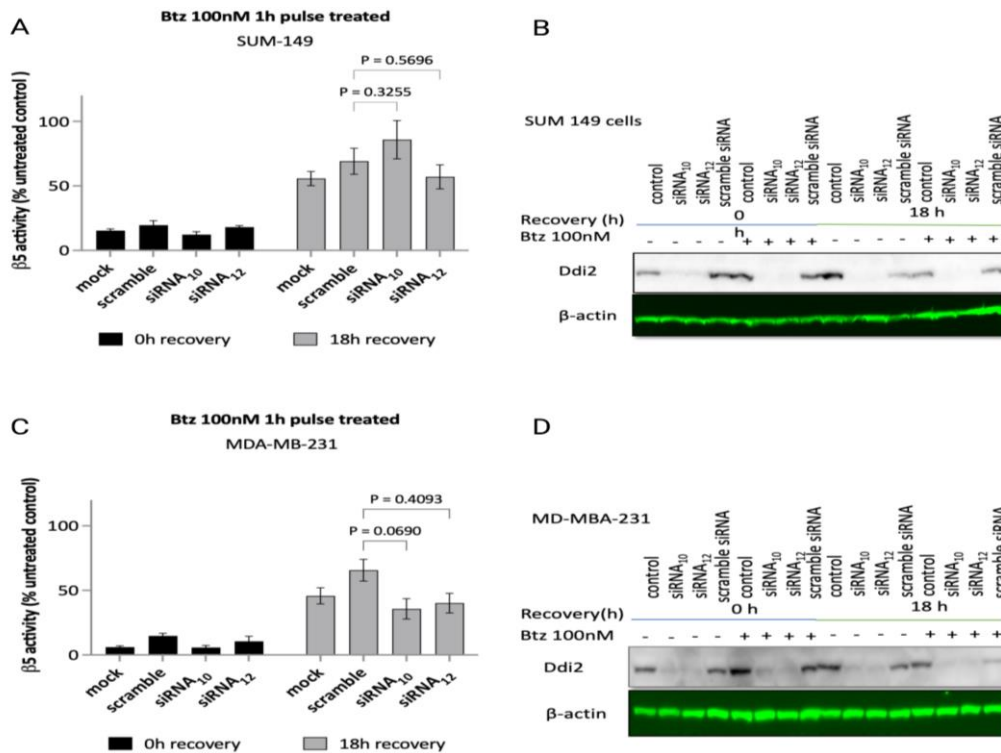 A
Btz 100nM 1h pulse treated
SUM-149
β5 activity (% untreated control)
100
50
0
P = 0.5696
P = 0.3255
mock
scramble
siRNA10
siRNA12
mock
scramble
siRNA10
siRNA12
0h recovery
18h recovery
B
SUM 149 cells
control
siRNA10
siRNA12
scramble siRNA
control
siRNA10
siRNA12
scramble siRNA
control
siRNA10
siRNA12
scramble siRNA
control
siRNA10
siRNA12
scramble siRNA
Recovery (h) 0 h 18 h
Btz 100nM - - - - + + + + - - - - + + + +
Ddi2
β-actin
C
Btz 100nM 1h pulse treated
MDA-MB-231
β5 activity (% untreated control)
100
50
0
P = 0.4093
P = 0.0690
mock
scramble
siRNA10
siRNA12
mock
scramble
siRNA10
siRNA12
0h recovery
18h recovery
D
MD-MBA-231
control
siRNA10
siRNA12
scramble siRNA
control
siRNA10
siRNA12
scramble siRNA
control
siRNA10
siRNA12
scramble siRNA
control
siRNA10
siRNA12
scramble siRNA
Recovery(h) 0 h 18 h
Btz 100nM - - - - + + + + - - - - + + + +
Ddi2
β-actin